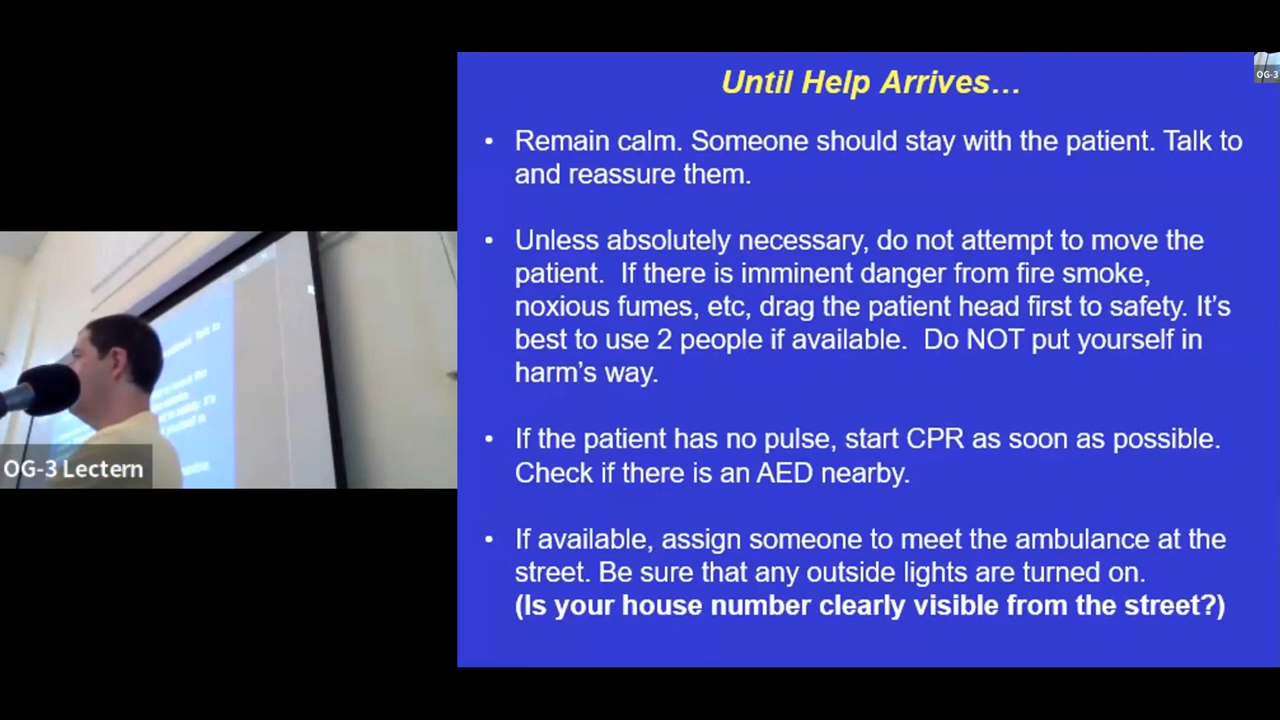 Until Help Arrives…
• Remain calm. Someone should stay with the patient. Talk to
and reassure them.
• Unless absolutely necessary, do not attempt to move the
patient.  If there is imminent danger from fire smoke,
noxious fumes, etc, drag the patient head first to safety. It's
best to use 2 people if available.  Do NOT put yourself in
harm's way.
• If the patient has no pulse, start CPR as soon as possible.
Check if there is an AED nearby.
• If available, assign someone to meet the ambulance at the
street. Be sure that any outside lights are turned on.
(Is your house number clearly visible from the street?)
OG-3 Lectern
OG-3